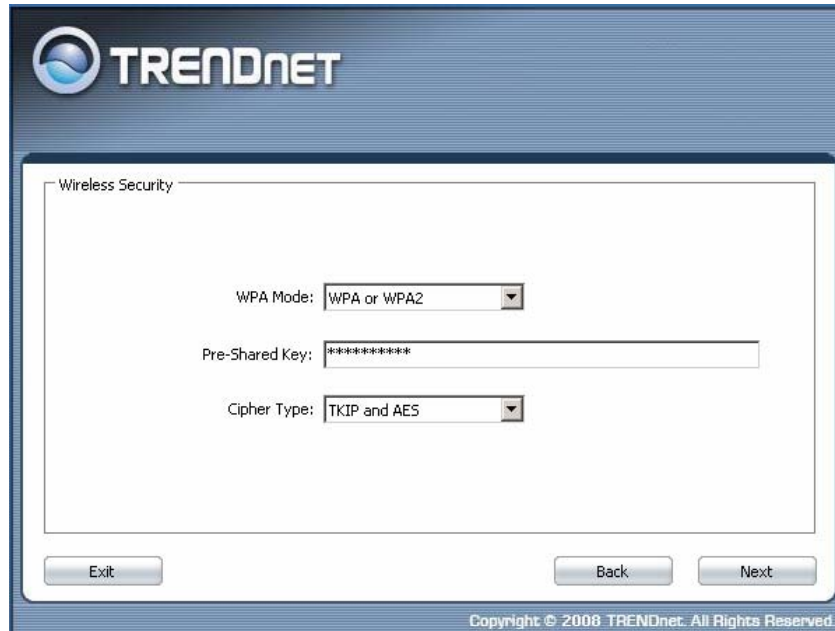 TRENDNET
Wireless Security
WPA Mode: WPA or WPA2
Pre-Shared Key: **********
Cipher Type: TKIP and AES
Exit Back Next
Copyright © 2008 TRENDnet. All Rights Reserved.